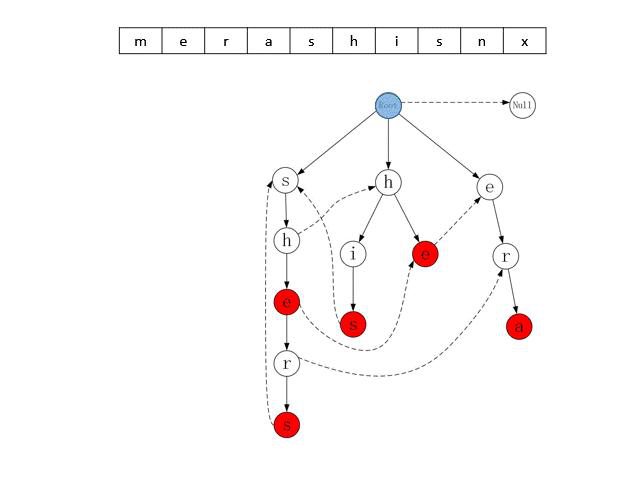 m e r a s h i s n x
Root Null
s h e
h i e r
e s a
r
s